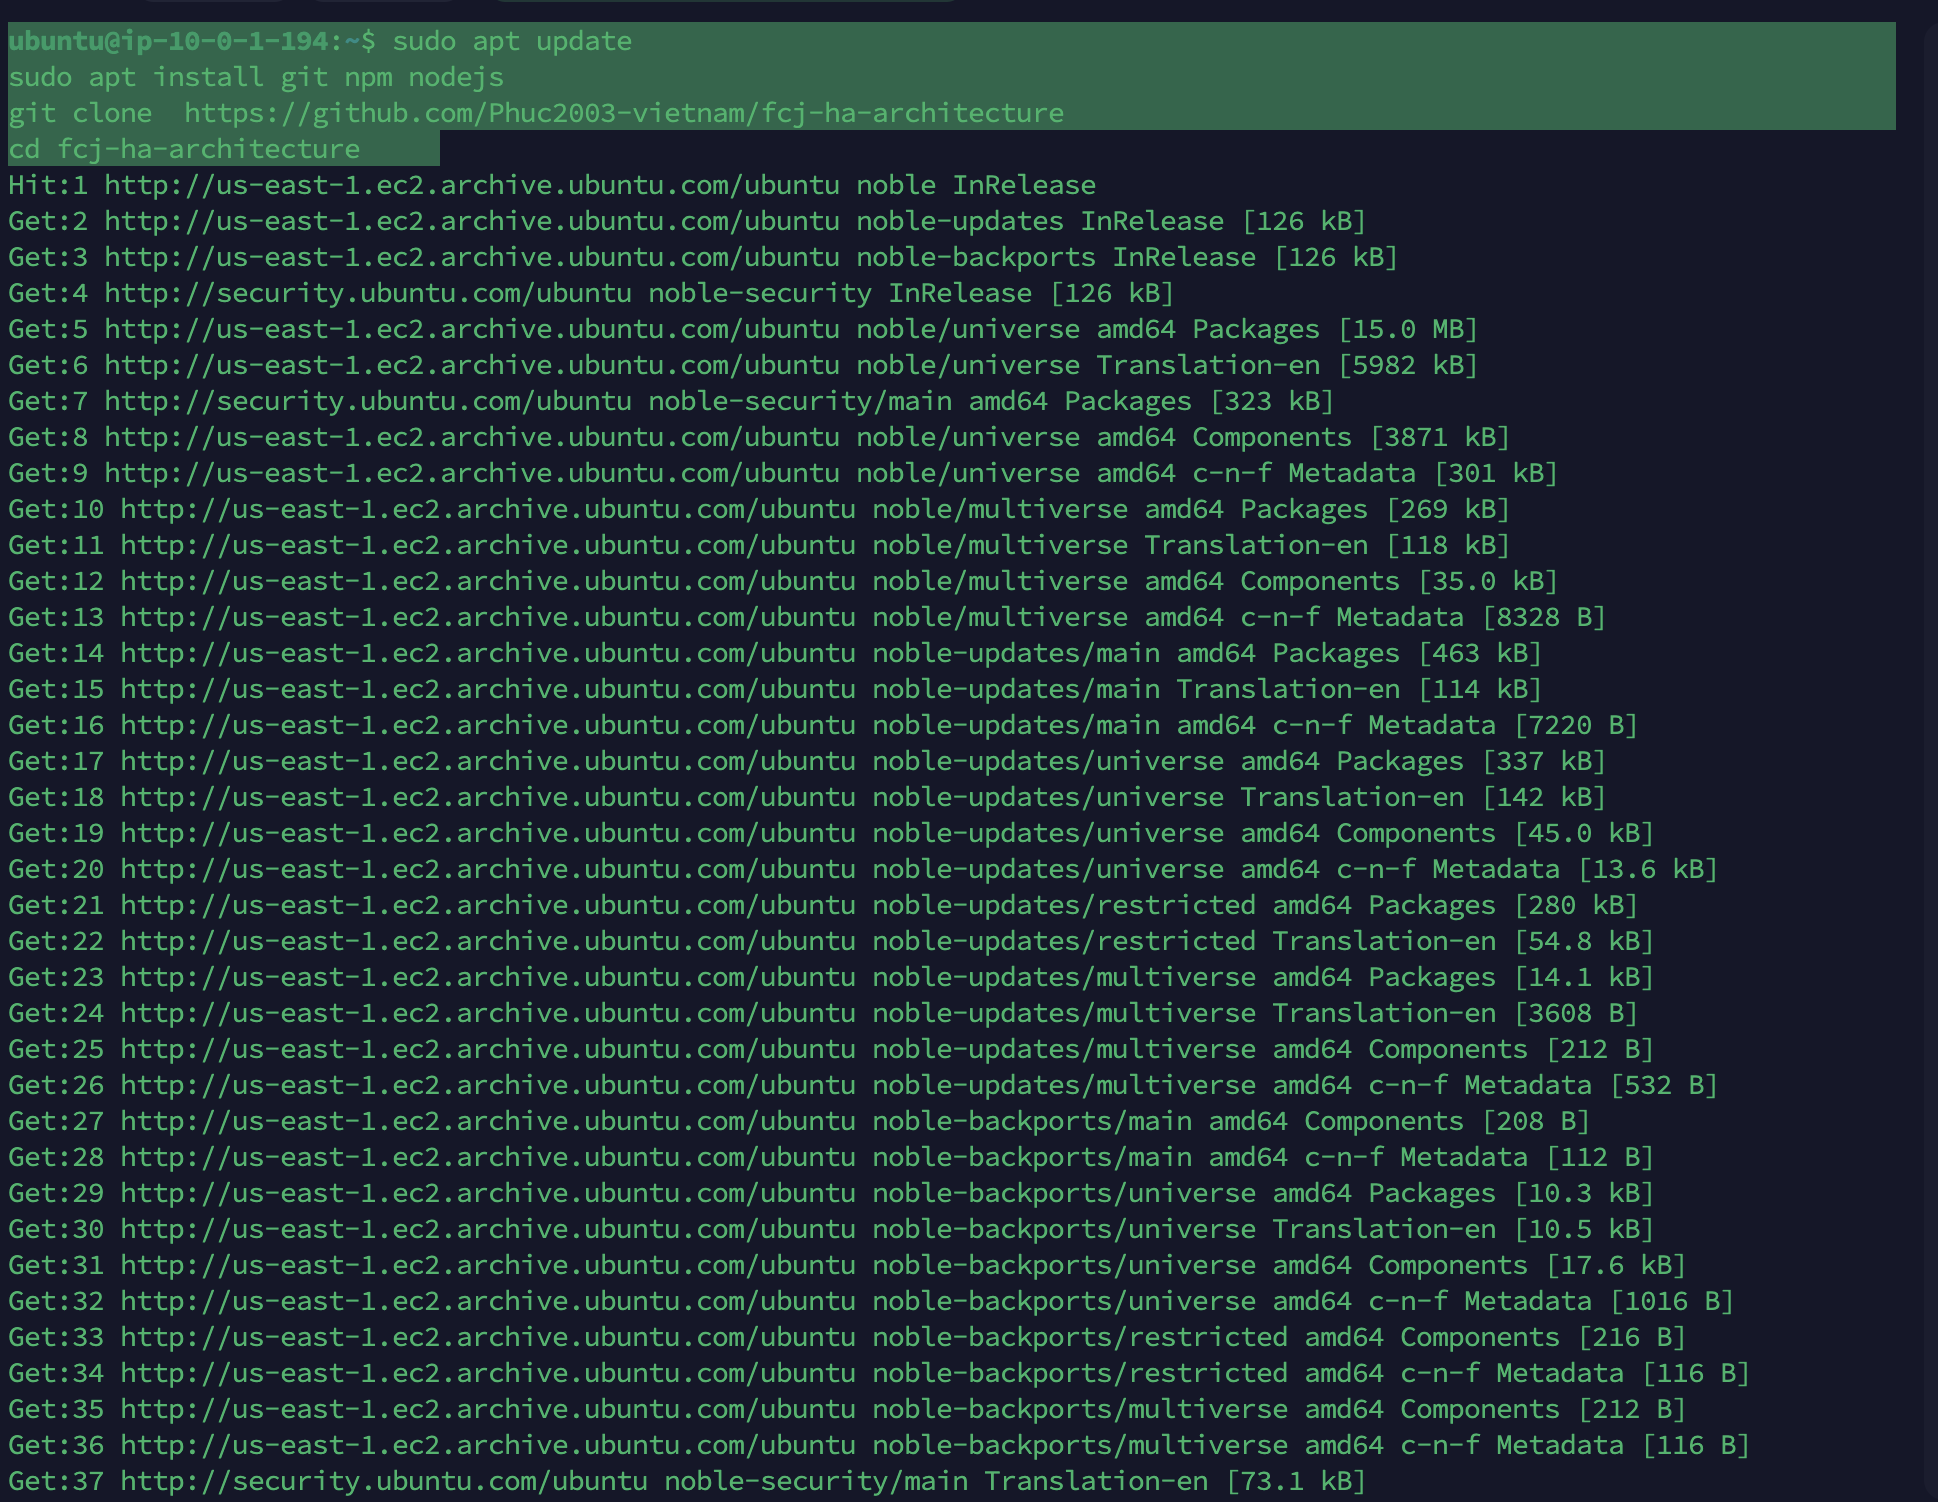 ubuntu@ip-10-0-1-194:~$ sudo apt update
sudo apt install git npm nodejs
git clone  https://github.com/Phuc2003-vietnam/fcj-ha-architecture
cd fcj-ha-architecture
Hit:1 http://us-east-1.ec2.archive.ubuntu.com/ubuntu noble InRelease
Get:2 http://us-east-1.ec2.archive.ubuntu.com/ubuntu noble-updates InRelease [126 kB]
Get:3 http://us-east-1.ec2.archive.ubuntu.com/ubuntu noble-backports InRelease [126 kB]
Get:4 http://security.ubuntu.com/ubuntu noble-security InRelease [126 kB]
Get:5 http://us-east-1.ec2.archive.ubuntu.com/ubuntu noble/universe amd64 Packages [15.0 MB]
Get:6 http://us-east-1.ec2.archive.ubuntu.com/ubuntu noble/universe Translation-en [5982 kB]
Get:7 http://security.ubuntu.com/ubuntu noble-security/main amd64 Packages [323 kB]
Get:8 http://us-east-1.ec2.archive.ubuntu.com/ubuntu noble/universe amd64 Components [3871 kB]
Get:9 http://us-east-1.ec2.archive.ubuntu.com/ubuntu noble/universe amd64 c-n-f Metadata [301 kB]
Get:10 http://us-east-1.ec2.archive.ubuntu.com/ubuntu noble/multiverse amd64 Packages [269 kB]
Get:11 http://us-east-1.ec2.archive.ubuntu.com/ubuntu noble/multiverse Translation-en [118 kB]
Get:12 http://us-east-1.ec2.archive.ubuntu.com/ubuntu noble/multiverse amd64 Components [35.0 kB]
Get:13 http://us-east-1.ec2.archive.ubuntu.com/ubuntu noble/multiverse amd64 c-n-f Metadata [8328 B]
Get:14 http://us-east-1.ec2.archive.ubuntu.com/ubuntu noble-updates/main amd64 Packages [463 kB]
Get:15 http://us-east-1.ec2.archive.ubuntu.com/ubuntu noble-updates/main Translation-en [114 kB]
Get:16 http://us-east-1.ec2.archive.ubuntu.com/ubuntu noble-updates/main amd64 c-n-f Metadata [7220 B]
Get:17 http://us-east-1.ec2.archive.ubuntu.com/ubuntu noble-updates/universe amd64 Packages [337 kB]
Get:18 http://us-east-1.ec2.archive.ubuntu.com/ubuntu noble-updates/universe Translation-en [142 kB]
Get:19 http://us-east-1.ec2.archive.ubuntu.com/ubuntu noble-updates/universe amd64 Components [45.0 kB]
Get:20 http://us-east-1.ec2.archive.ubuntu.com/ubuntu noble-updates/universe amd64 c-n-f Metadata [13.6 kB]
Get:21 http://us-east-1.ec2.archive.ubuntu.com/ubuntu noble-updates/restricted amd64 Packages [280 kB]
Get:22 http://us-east-1.ec2.archive.ubuntu.com/ubuntu noble-updates/restricted Translation-en [54.8 kB]
Get:23 http://us-east-1.ec2.archive.ubuntu.com/ubuntu noble-updates/multiverse amd64 Packages [14.1 kB]
Get:24 http://us-east-1.ec2.archive.ubuntu.com/ubuntu noble-updates/multiverse Translation-en [3608 B]
Get:25 http://us-east-1.ec2.archive.ubuntu.com/ubuntu noble-updates/multiverse amd64 Components [212 B]
Get:26 http://us-east-1.ec2.archive.ubuntu.com/ubuntu noble-updates/multiverse amd64 c-n-f Metadata [532 B]
Get:27 http://us-east-1.ec2.archive.ubuntu.com/ubuntu noble-backports/main amd64 Components [208 B]
Get:28 http://us-east-1.ec2.archive.ubuntu.com/ubuntu noble-backports/main amd64 c-n-f Metadata [112 B]
Get:29 http://us-east-1.ec2.archive.ubuntu.com/ubuntu noble-backports/universe amd64 Packages [10.3 kB]
Get:30 http://us-east-1.ec2.archive.ubuntu.com/ubuntu noble-backports/universe Translation-en [10.5 kB]
Get:31 http://us-east-1.ec2.archive.ubuntu.com/ubuntu noble-backports/universe amd64 Components [17.6 kB]
Get:32 http://us-east-1.ec2.archive.ubuntu.com/ubuntu noble-backports/universe amd64 c-n-f Metadata [1016 B]
Get:33 http://us-east-1.ec2.archive.ubuntu.com/ubuntu noble-backports/restricted amd64 Components [216 B]
Get:34 http://us-east-1.ec2.archive.ubuntu.com/ubuntu noble-backports/restricted amd64 c-n-f Metadata [116 B]
Get:35 http://us-east-1.ec2.archive.ubuntu.com/ubuntu noble-backports/multiverse amd64 Components [212 B]
Get:36 http://us-east-1.ec2.archive.ubuntu.com/ubuntu noble-backports/multiverse amd64 c-n-f Metadata [116 B]
Get:37 http://security.ubuntu.com/ubuntu noble-security/main Translation-en [73.1 kB]